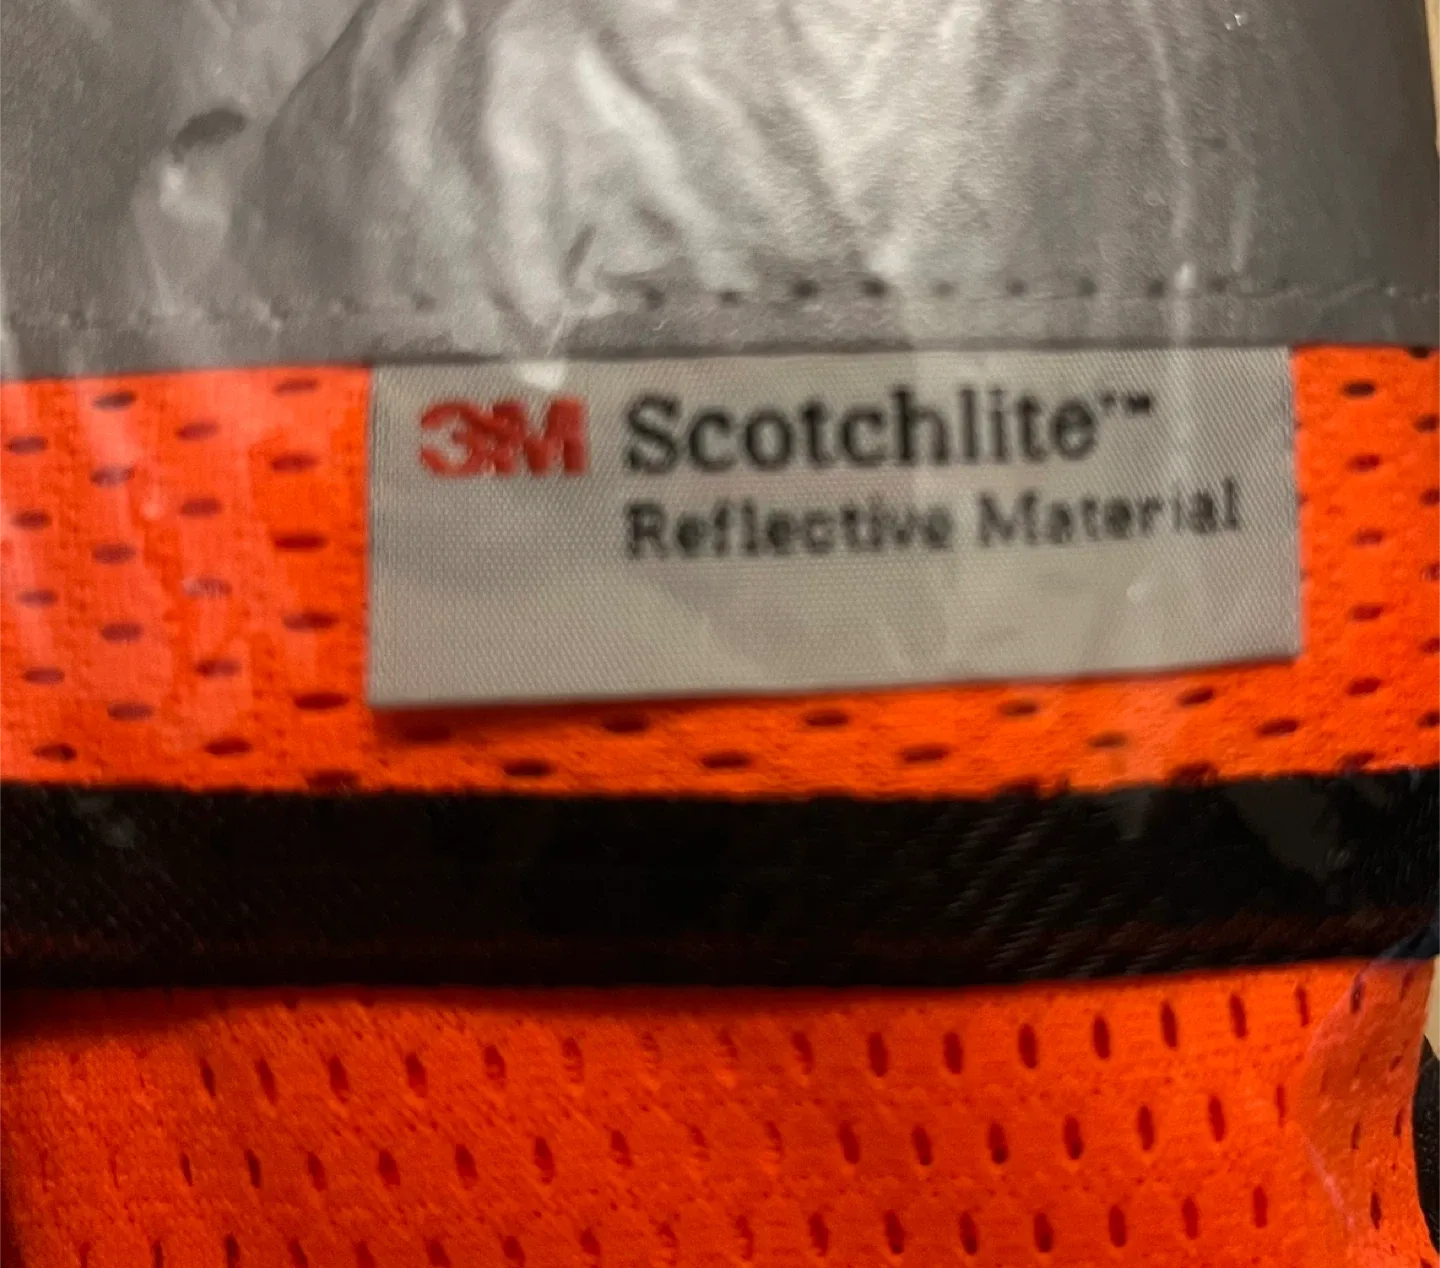 3M Scotchlite™
Reflective Material